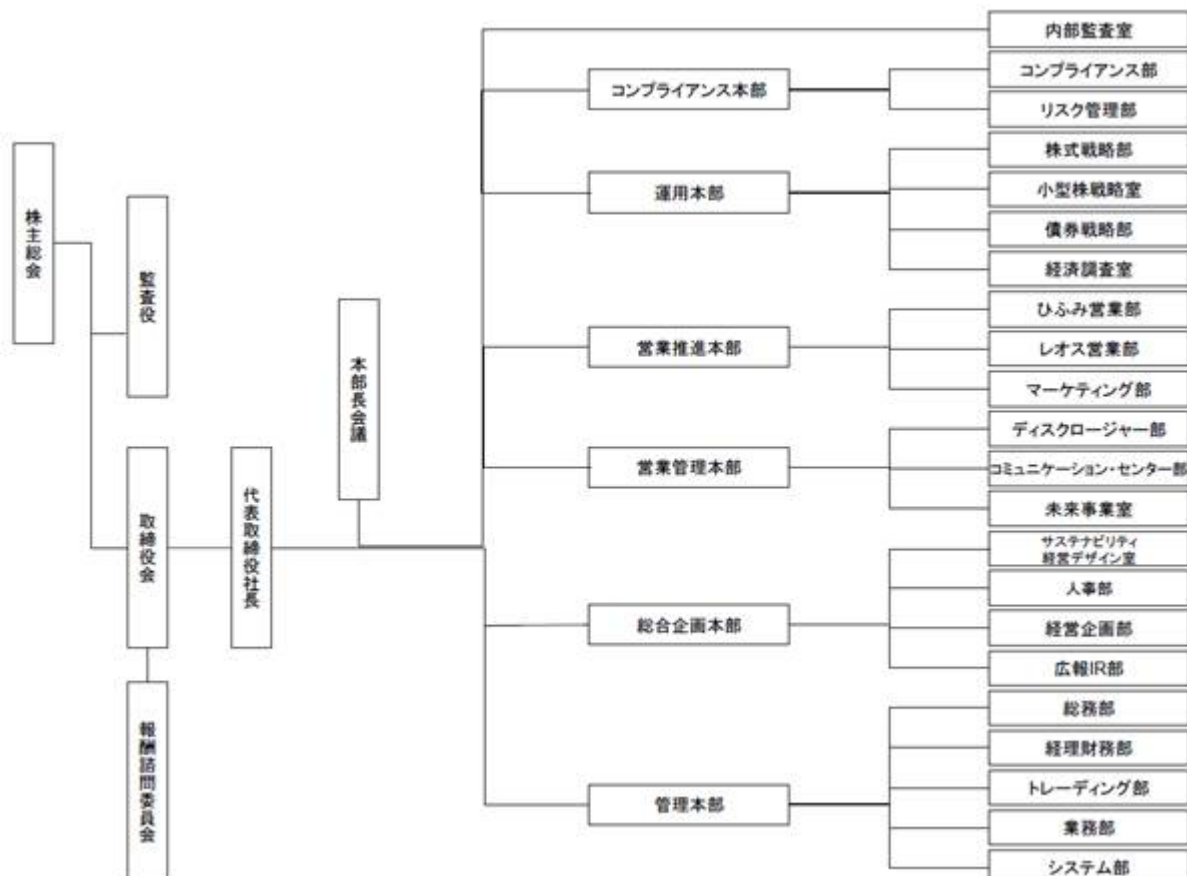 株主総会
監査役
取締役会
報酬諮問委員会
代表取締役社長
本部長会議
内部監査室
コンプライアンス本部
コンプライアンス部
リスク管理部
運用本部
株式戦略部
小型株戦略室
債券戦略部
経済調査室
営業推進本部
ひふみ営業部
レオス営業部
マーケティング部
営業管理本部
ディスクロージャー部
コミュニケーション・センター部
未来事業室
総合企画本部
サステナビリティ
経営デザイン室
人事部
経営企画部
広報IR部
管理本部
総務部
経理財務部
トレーディング部
業務部
システム部